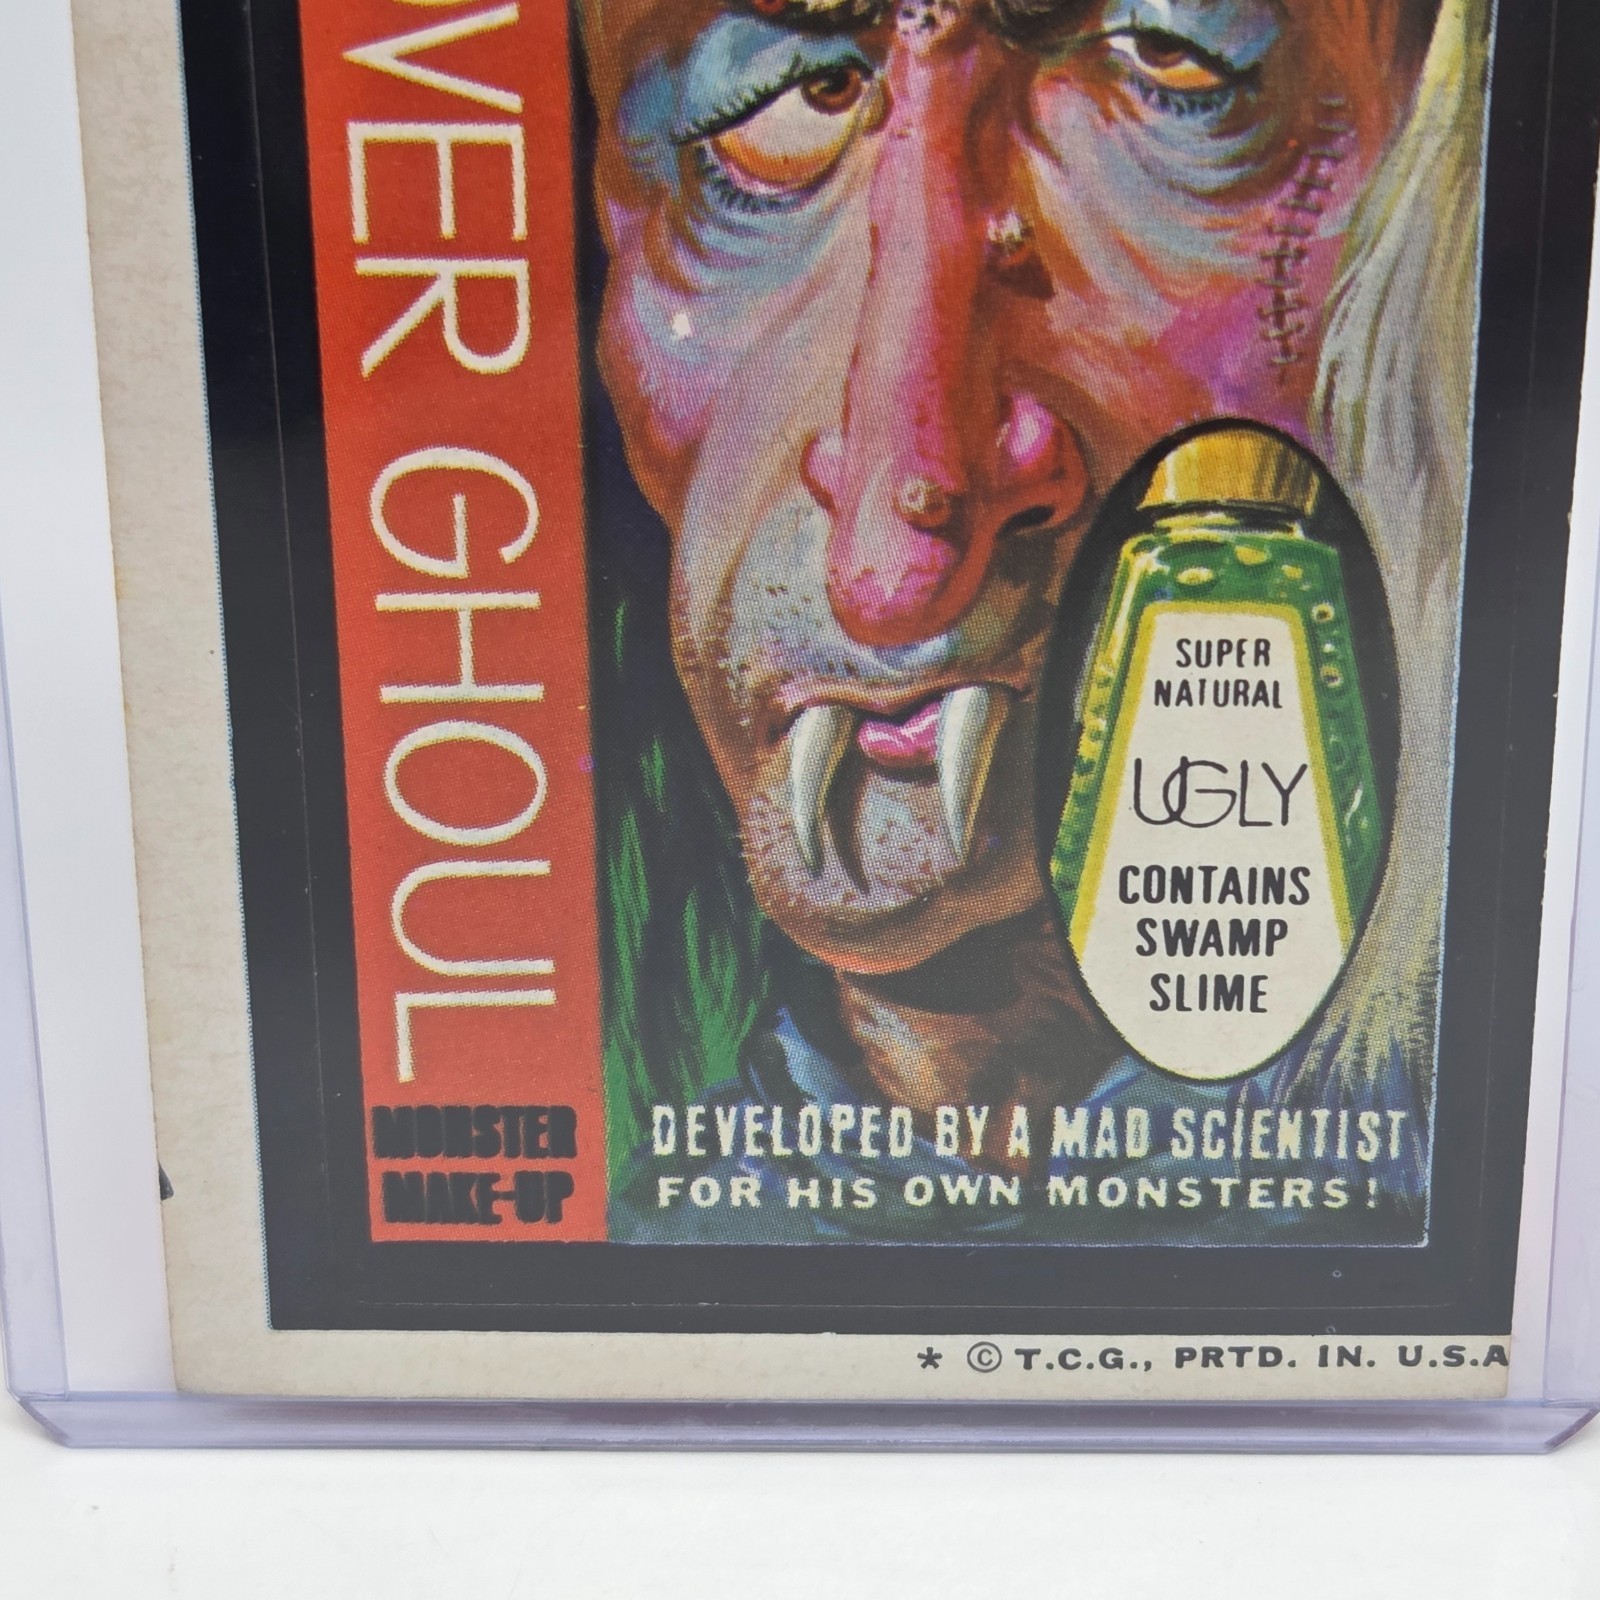 VER GHOUL
MONSTER
MAKE-UP
SUPER
NATURAL
UGLY
CONTAINS
SWAMP
SLIME
DEVELOPED BY A MAD SCIENTIST
FOR HIS OWN MONSTERS!
* © T.C.G., PRTD. IN. U.S.A